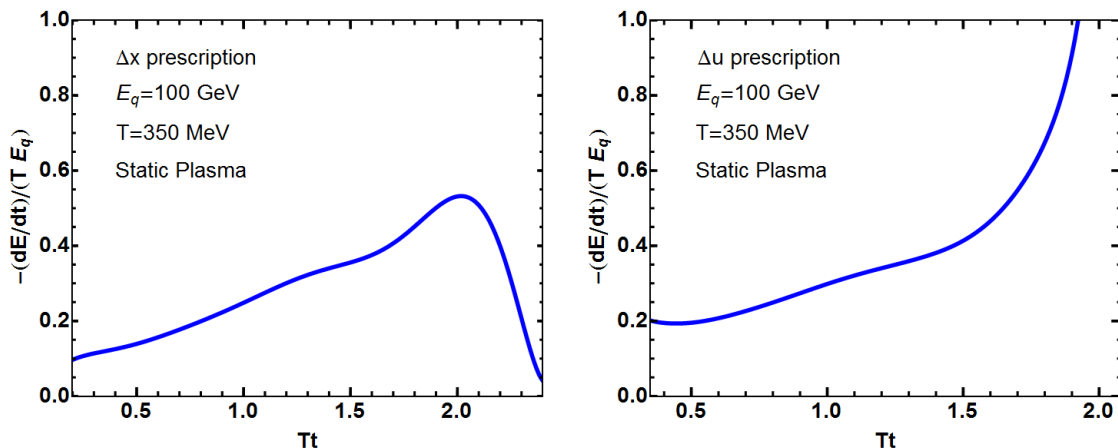 −(dE/dt)/(T E_q)
1.0
0.8
0.6
0.4
0.2
0.0
Δx prescription
E_q=100 GeV
T=350 MeV
Static Plasma
0.5 1.0 1.5 2.0
Tt
−(dE/dt)/(T E_q)
1.0
0.8
0.6
0.4
0.2
0.0
Δu prescription
E_q=100 GeV
T=350 MeV
Static Plasma
0.5 1.0 1.5 2.0
Tt